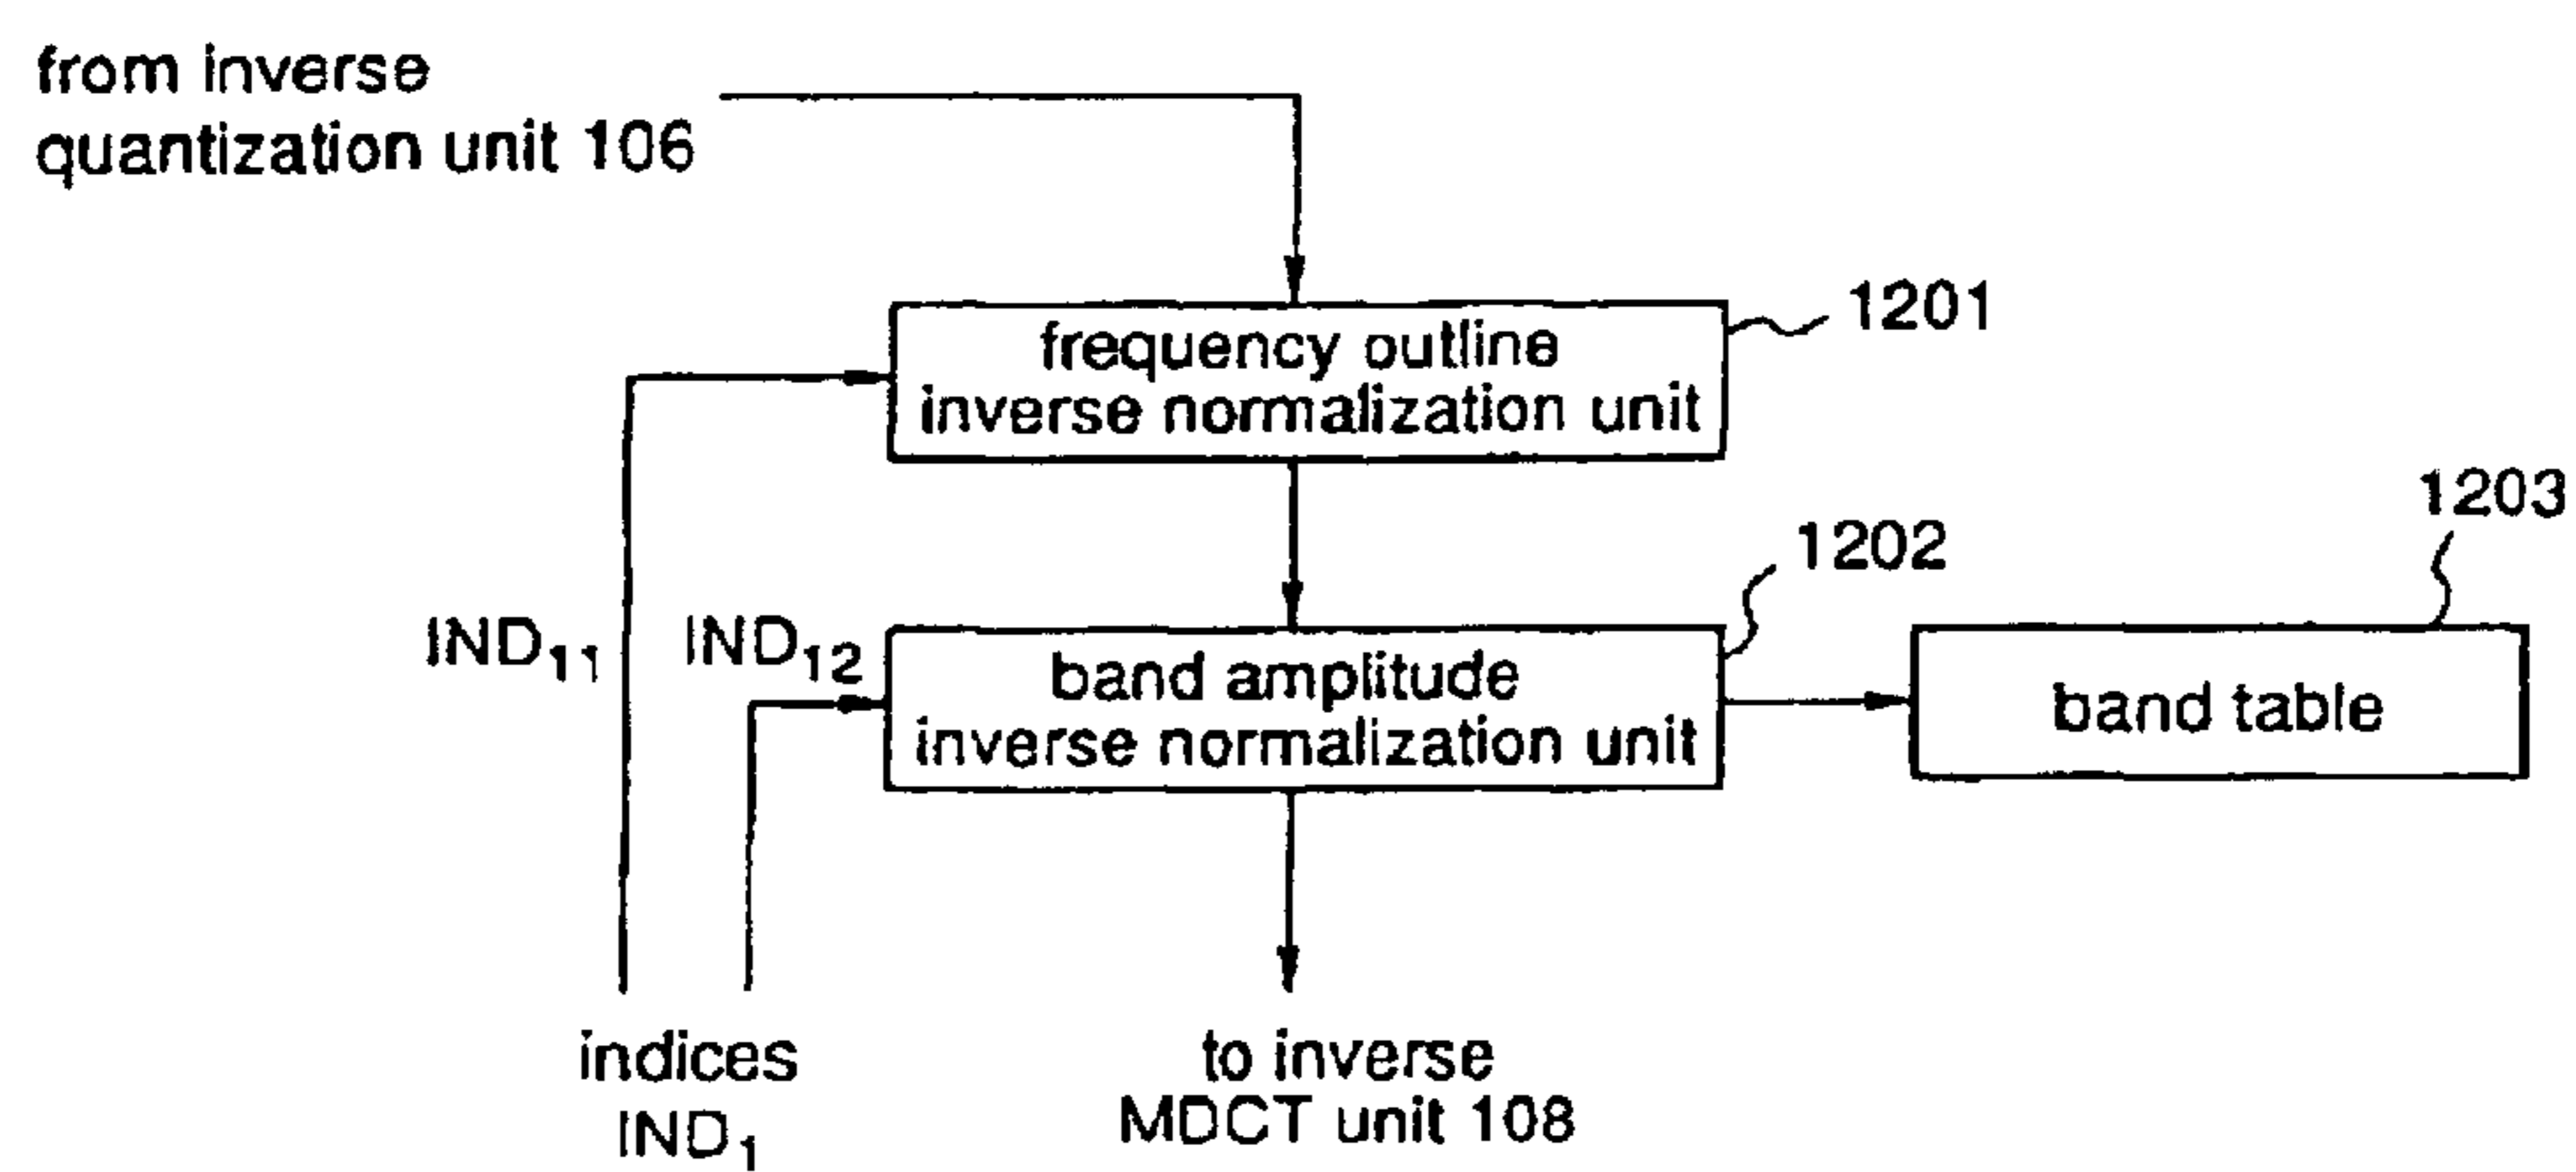 from inverse
quantization unit 106
1201
frequency outline
inverse normalization unit
1203
1202
IND11 IND12
band amplitude
inverse normalization unit
band table
indices
IND1
to inverse
MDCT unit 108